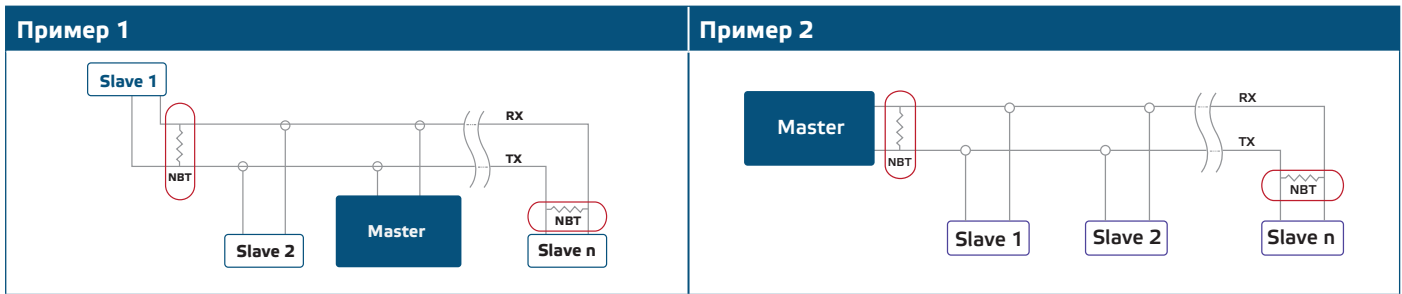 Пример 1
Slave 1
RX
TX
NBT
NBT
Master
Slave 2
Slave n
Пример 2
RX
Master
TX
NBT
NBT
Slave 1
Slave 2
Slave n